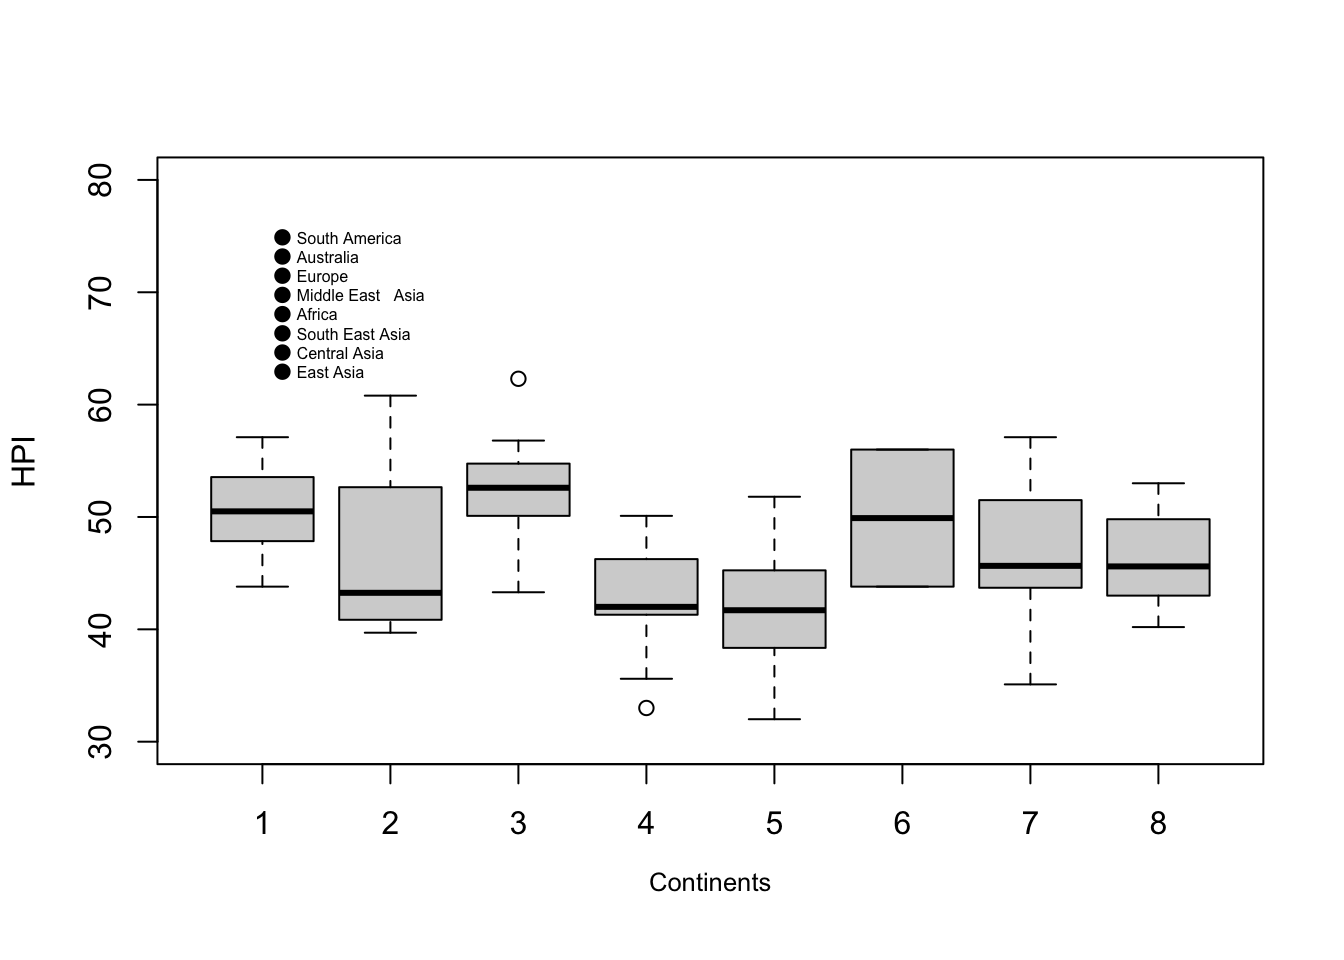 80
70
60
50
40
30
HPI
South America
Australia
Europe
Middle East   Asia
Africa
South East Asia
Central Asia
East Asia
1 2 3 4 5 6 7 8
Continents